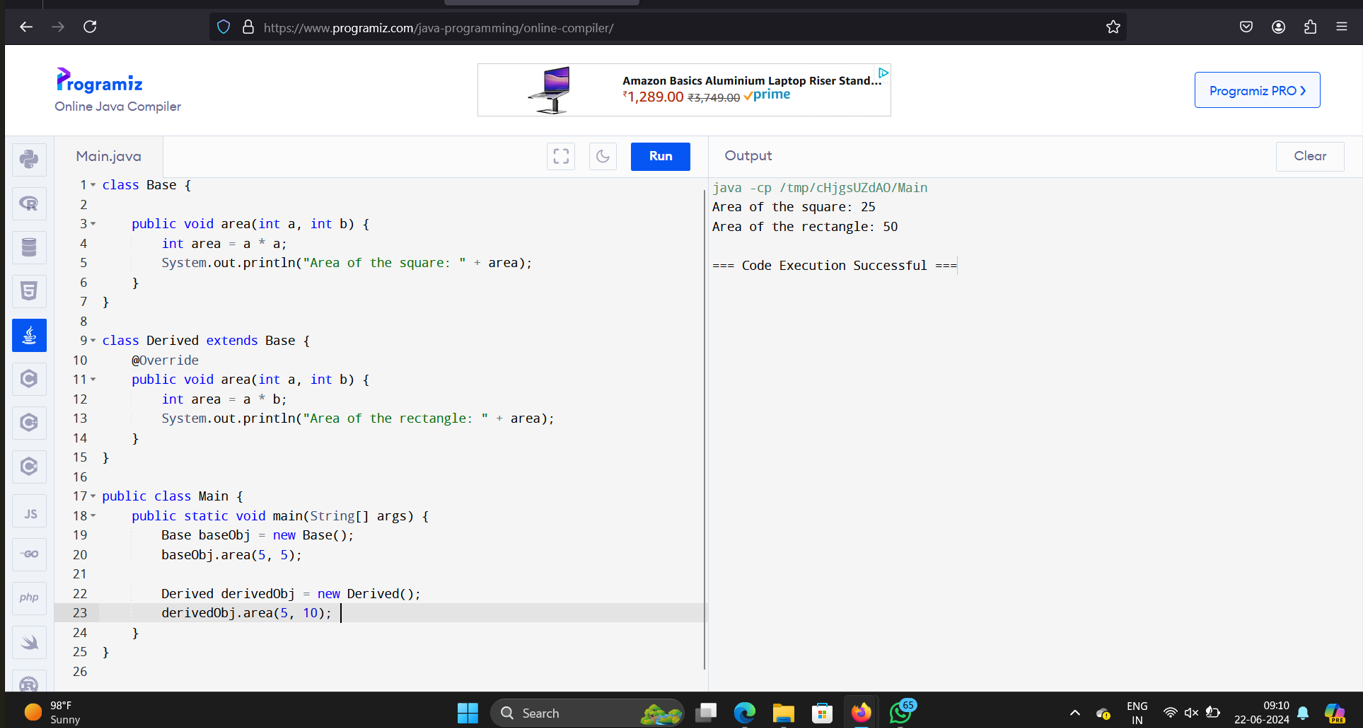 https://www.programiz.com/java-programming/online-compiler/
Programiz
Online Java Compiler
Amazon Basics Aluminium Laptop Riser Stand...
₹1,289.00 ₹3,749.00 prime
Programiz PRO
Main.java
Run
Output
Clear
1 class Base {
2
3     public void area(int a, int b) {
4         int area = a * a;
5         System.out.println("Area of the square: " + area);
6     }
7 }
8
9 class Derived extends Base {
10     @Override
11     public void area(int a, int b) {
12         int area = a * b;
13         System.out.println("Area of the rectangle: " + area);
14     }
15 }
16
17 public class Main {
18     public static void main(String[] args) {
19         Base baseObj = new Base();
20         baseObj.area(5, 5);
21
22         Derived derivedObj = new Derived();
23         derivedObj.area(5, 10);
24     }
25 }
26
java -cp /tmp/cHjgsUZdAO/Main
Area of the square: 25
Area of the rectangle: 50
=== Code Execution Successful ===
R
JS
GO
php
98°F
Sunny
Search
65
ENG
IN
09:10
22-06-2024
PRE